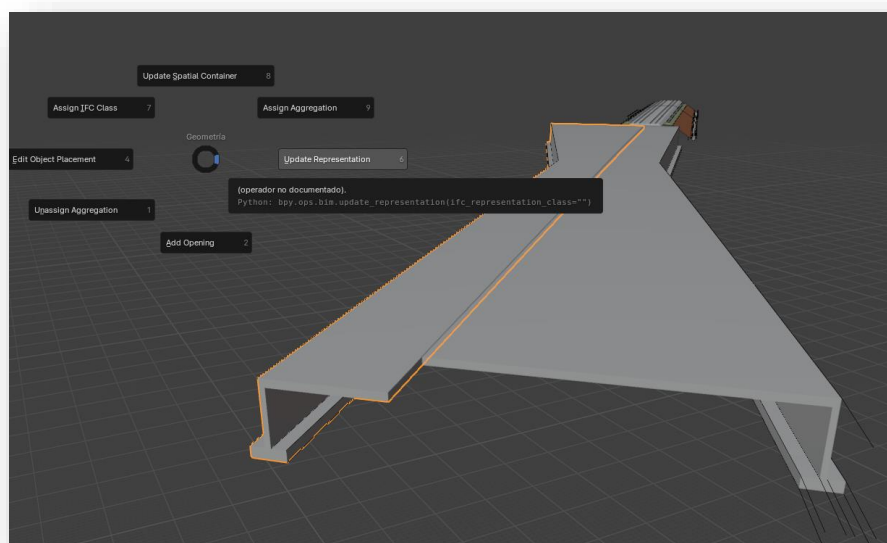 Update Spatial Container 8
Assign IFC Class 7
Assign Aggregation 9
Geometría
Edit Object Placement 4
Update Representation 6
(operador no documentado).
Python: bpy.ops.bim.update_representation(ifc_representation_class="")
Unassign Aggregation 1
Add Opening 2